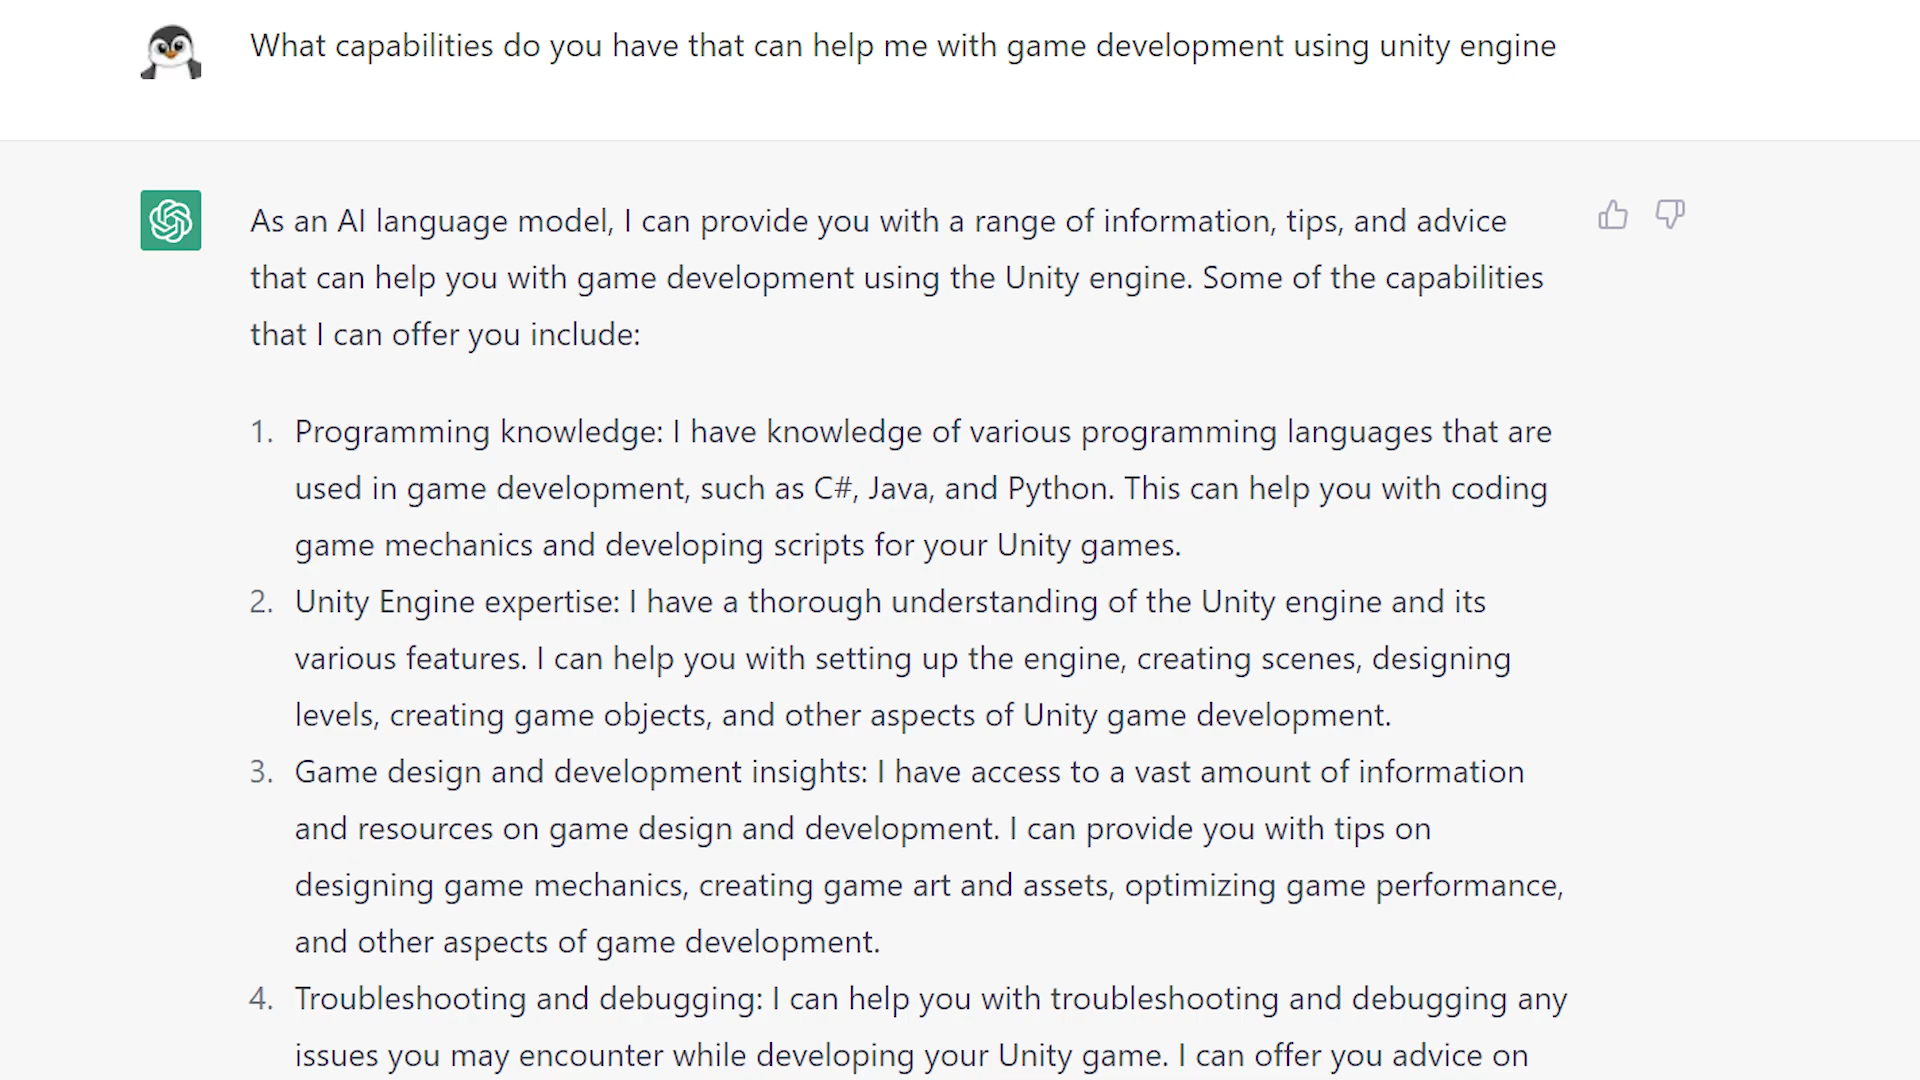 What capabilities do you have that can help me with game development using unity engine
As an AI language model, I can provide you with a range of information, tips, and advice
that can help you with game development using the Unity engine. Some of the capabilities
that I can offer you include:
1. Programming knowledge: I have knowledge of various programming languages that are
used in game development, such as C#, Java, and Python. This can help you with coding
game mechanics and developing scripts for your Unity games.
2. Unity Engine expertise: I have a thorough understanding of the Unity engine and its
various features. I can help you with setting up the engine, creating scenes, designing
levels, creating game objects, and other aspects of Unity game development.
3. Game design and development insights: I have access to a vast amount of information
and resources on game design and development. I can provide you with tips on
designing game mechanics, creating game art and assets, optimizing game performance,
and other aspects of game development.
4. Troubleshooting and debugging: I can help you with troubleshooting and debugging any
issues you may encounter while developing your Unity game. I can offer you advice on